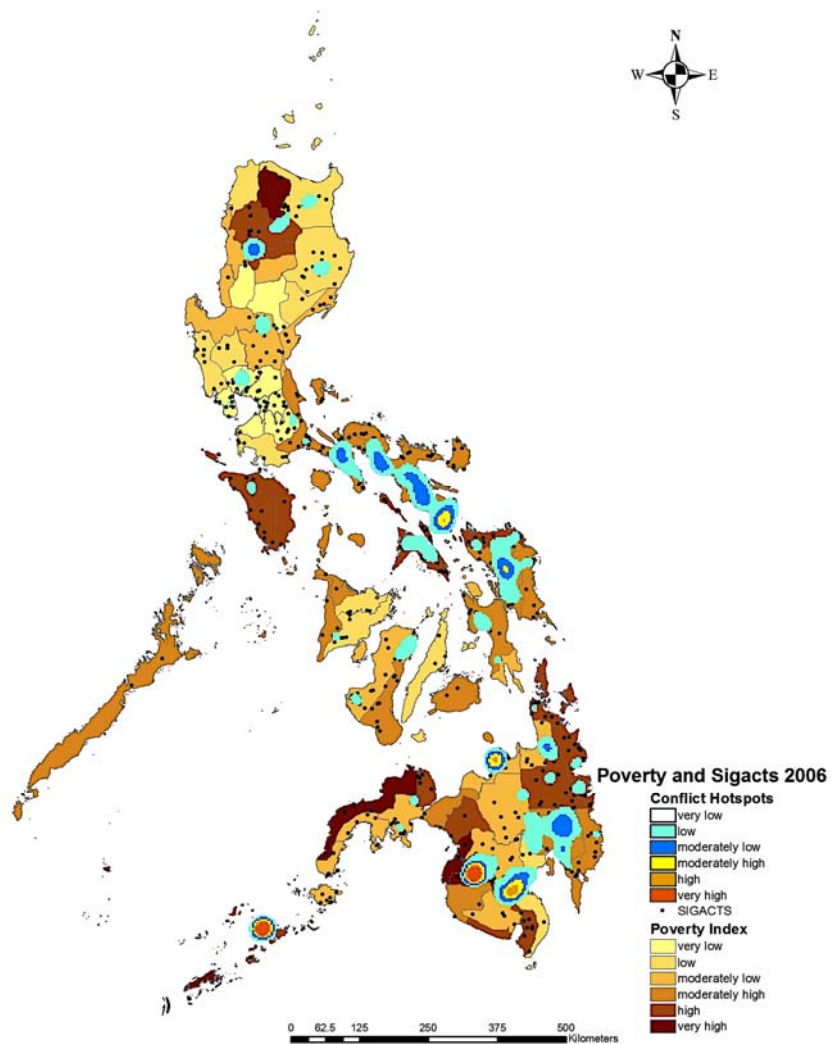 N
W E
S
Poverty and Sigacts 2006
Conflict Hotspots
very low
low
moderately low
moderately high
high
very high
SIGACTS
Poverty Index
very low
low
moderately low
moderately high
high
very high
0 62.5 125 250 375 500
Kilometers